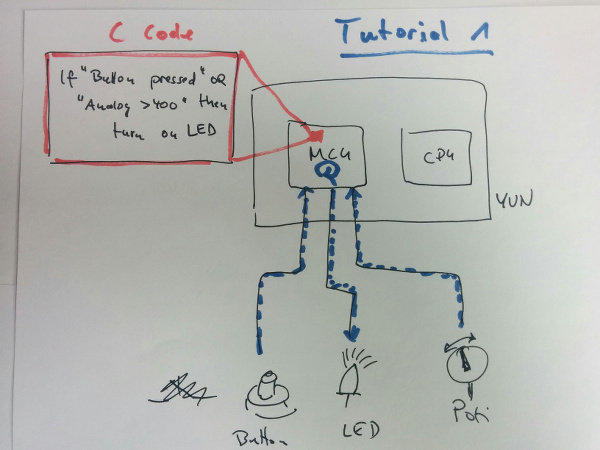 C Code
Tutorial 1
If "Button pressed" OR
"Analog >400" then
turn on LED
MCU
CPU
YUN
Button
LED
Poti